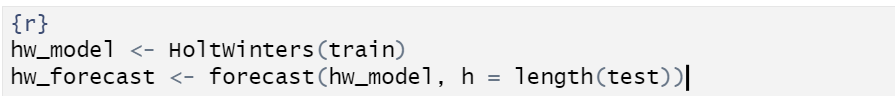 {r}
hw_model <- HoltWinters(train)
hw_forecast <- forecast(hw_model, h = length(test))